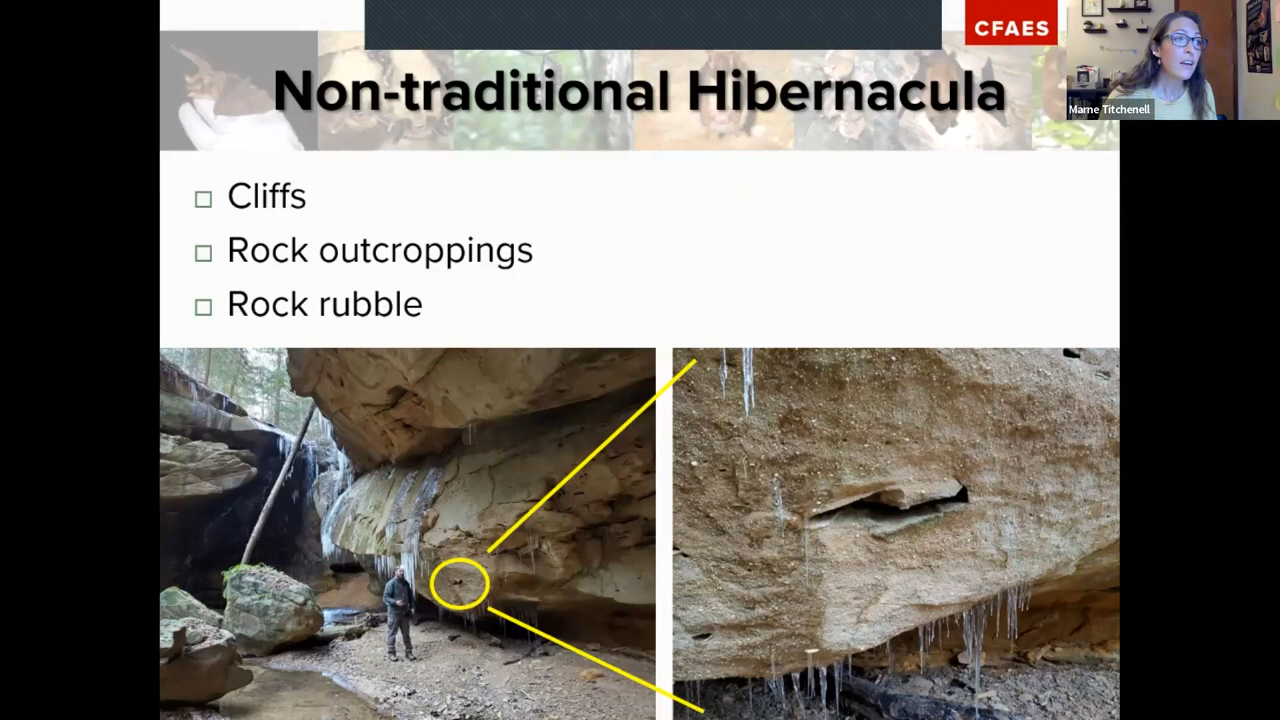 CFAES
Non-traditional Hibernacula
Marne Titchenell
Cliffs
Rock outcroppings
Rock rubble